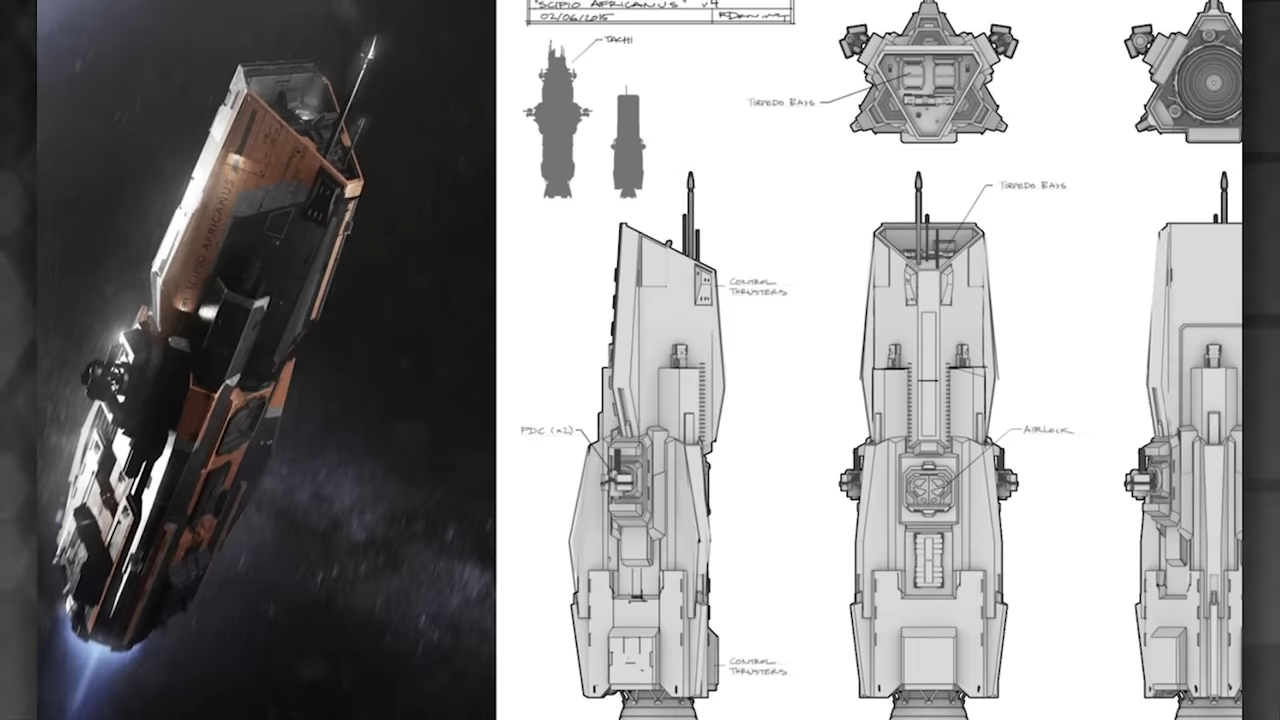 "SCIPIO AFRICANUS" v4
02/06/2015
TACHI
TORPEDO BAYS
TORPEDO BAYS
CONTROL
THRUSTERS
PDC (x2)
AIRLOCK
CONTROL
THRUSTERS
SCIPIO AFRICANUS